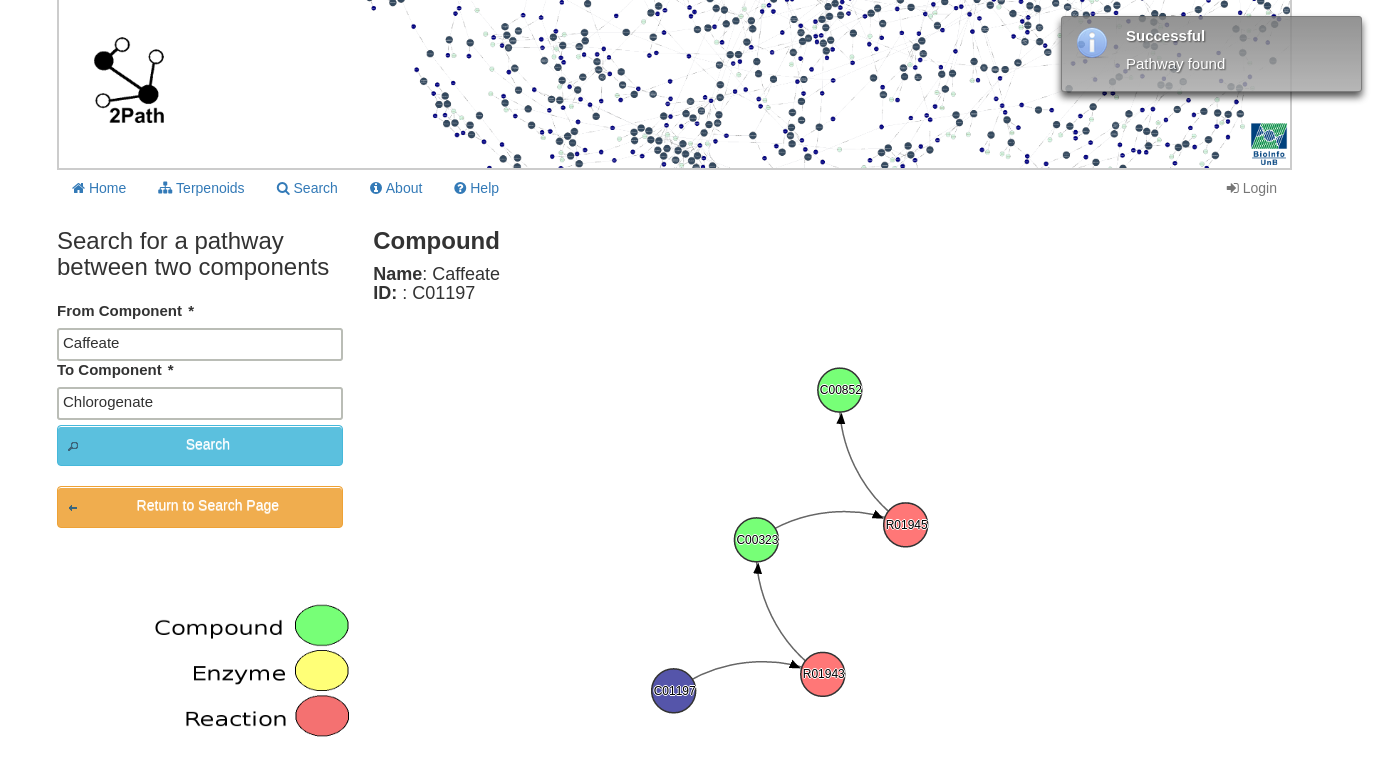 2Path
Successful
Pathway found
BioInfo
UnB
Home
Terpenoids
Search
About
Help
Login
Search for a pathway
between two components
From Component *
Caffeate
To Component *
Chlorogenate
Search
Return to Search Page
Compound
Enzyme
Reaction
Compound
Name: Caffeate
ID: : C01197
C00852
R01945
C00323
R01943
C01197